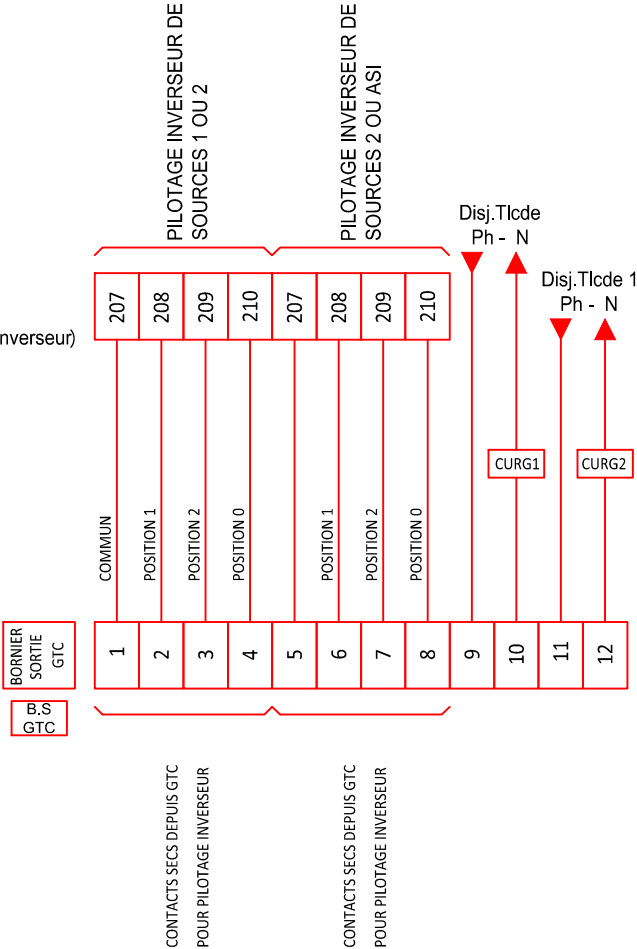 PILOTAGE INVERSEUR DE
SOURCES 1 OU 2
PILOTAGE INVERSEUR DE
SOURCES 2 OU ASI
Disj.Tlcde
Ph - N
Disj.Tlcde 1
Ph - N
207
208
209
210
207
208
209
210
nverseur)
CURG1
CURG2
COMMUN
POSITION 1
POSITION 2
POSITION 0
POSITION 1
POSITION 2
POSITION 0
BORNIER
SORTIE
GTC
1
2
3
4
5
6
7
8
9
10
11
12
B.S
GTC
CONTACTS SECS DEPUIS GTC
POUR PILOTAGE INVERSEUR
CONTACTS SECS DEPUIS GTC
POUR PILOTAGE INVERSEUR